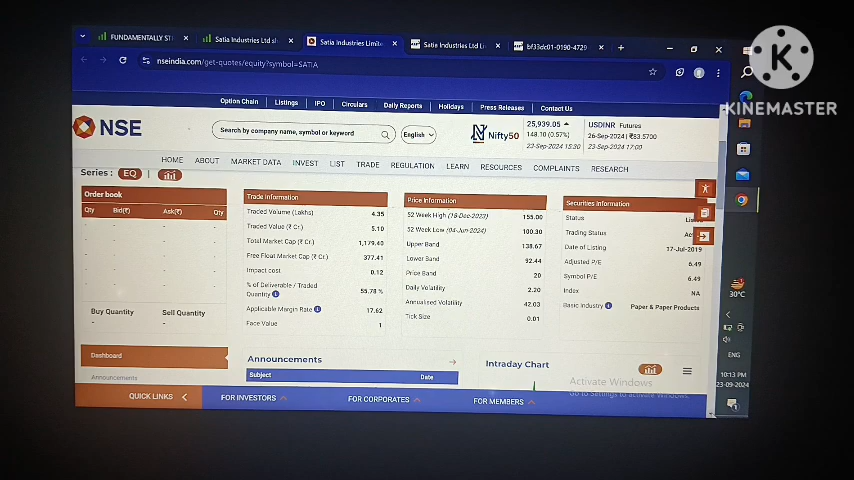 FUNDAMENTALLY ST
Satia Industries Ltd sh
Satia Industries Limite
Satia Industries Ltd Li
bf33dc01-0190-4729
nseindia.com/get-quotes/equity?symbol=SATIA
KINEMASTER
Option Chain Listings IPO Circulars Daily Reports Holidays Press Releases Contact Us
NSE
Search by company name, symbol or keyword
English
Nifty50
25,939.05
148.10 (0.57%)
23-Sep-2024 15:30
USDINR Futures
26-Sep-2024 | ₹83.5700
23-Sep-2024 17:00
HOME ABOUT MARKET DATA INVEST LIST TRADE REGULATION LEARN RESOURCES COMPLAINTS RESEARCH
Series: EQ
Order book
Qty Bid(₹) Ask(₹) Qty
Buy Quantity Sell Quantity
- -
Trade Information
Traded Volume (Lakhs) 4.35
Traded Value (₹ Cr.) 5.10
Total Market Cap (₹ Cr.) 1,179.40
Free Float Market Cap (₹ Cr.) 377.41
Impact cost 0.12
% of Deliverable / Traded
Quantity 55.78 %
Applicable Margin Rate 17.62
Face Value 1
Price Information
52 Week High (18-Dec-2023) 155.00
52 Week Low (04-Jun-2024) 100.30
Upper Band 138.67
Lower Band 92.44
Price Band 20
Daily Volatility 2.20
Annualised Volatility 42.03
Tick Size 0.01
Securities Information
Status
Trading Status
Date of Listing 17-Jul-2019
Adjusted P/E 6.49
Symbol P/E 6.49
Index NA
Basic Industry Paper & Paper Products
Dashboard
Announcements
Announcements
Subject Date
Intraday Chart
Activate Windows
Go to Settings to activate Windows.
QUICK LINKS
FOR INVESTORS
FOR CORPORATES
FOR MEMBERS
30°C
ENG
10:13 PM
23-09-2024